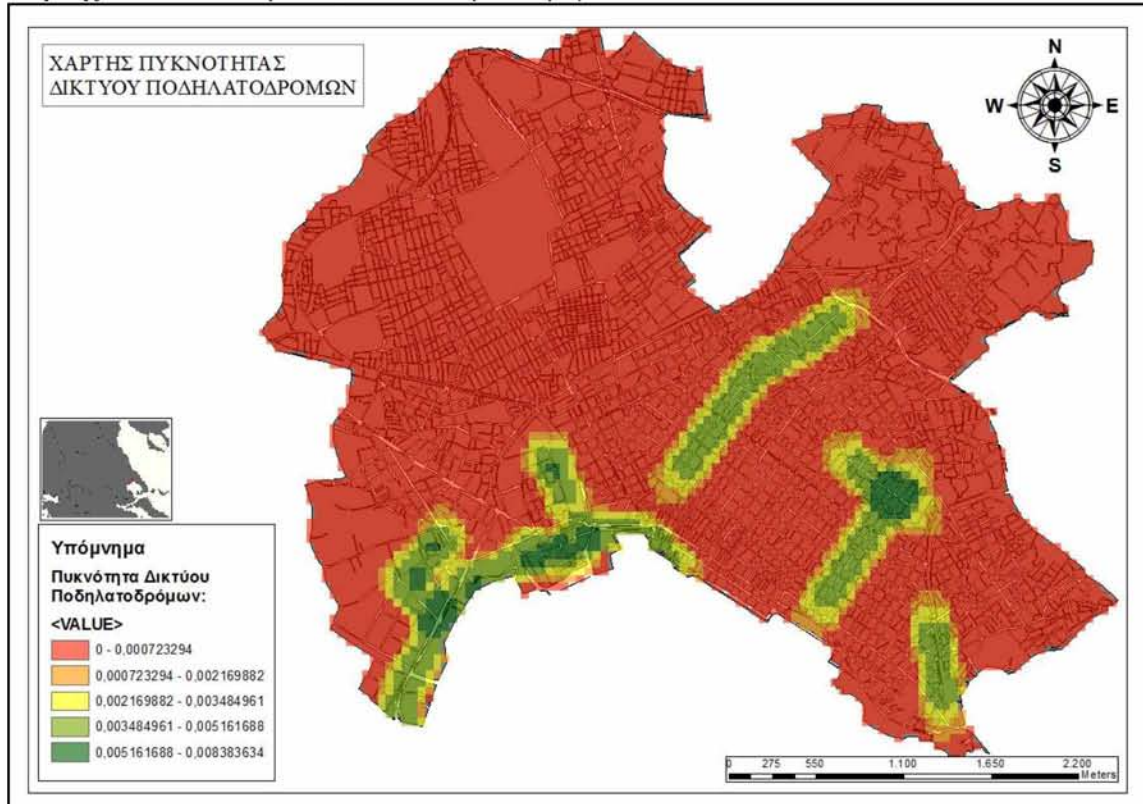 ΧΑΡΤΗΣ ΠΥΚΝΟΤΗΤΑΣ
ΔΙΚΤΥΟΥ ΠΟΔΗΛΑΤΟΔΡΟΜΩΝ
N
W
E
S
Υπόμνημα
Πυκνότητα Δικτύου
Ποδηλατοδρόμων:
<VALUE>
0 - 0,000723294
0,000723294 - 0,002169882
0,002169882 - 0,003484961
0,003484961 - 0,005161688
0,005161688 - 0,008383634
0 275 550 1.100 1.650 2.200
Meters